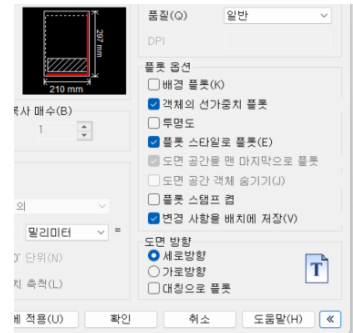 297 mm
210 mm
품질(Q) 일반
DPI
플롯 옵션
배경 플롯(K)
객체의 선가중치 플롯
투명도
플롯 스타일로 플롯(E)
도면 공간을 맨 마지막으로 플롯
도면 공간 객체 숨기기(J)
플롯 스탬프 켬
변경 사항을 배치에 저장(V)
복사 매수(B)
1
의
밀리미터 =
단위(N)
축척(L)
도면 방향
세로방향
가로방향
대칭으로 플롯
에 적용(U) 확인 취소 도움말(H) «